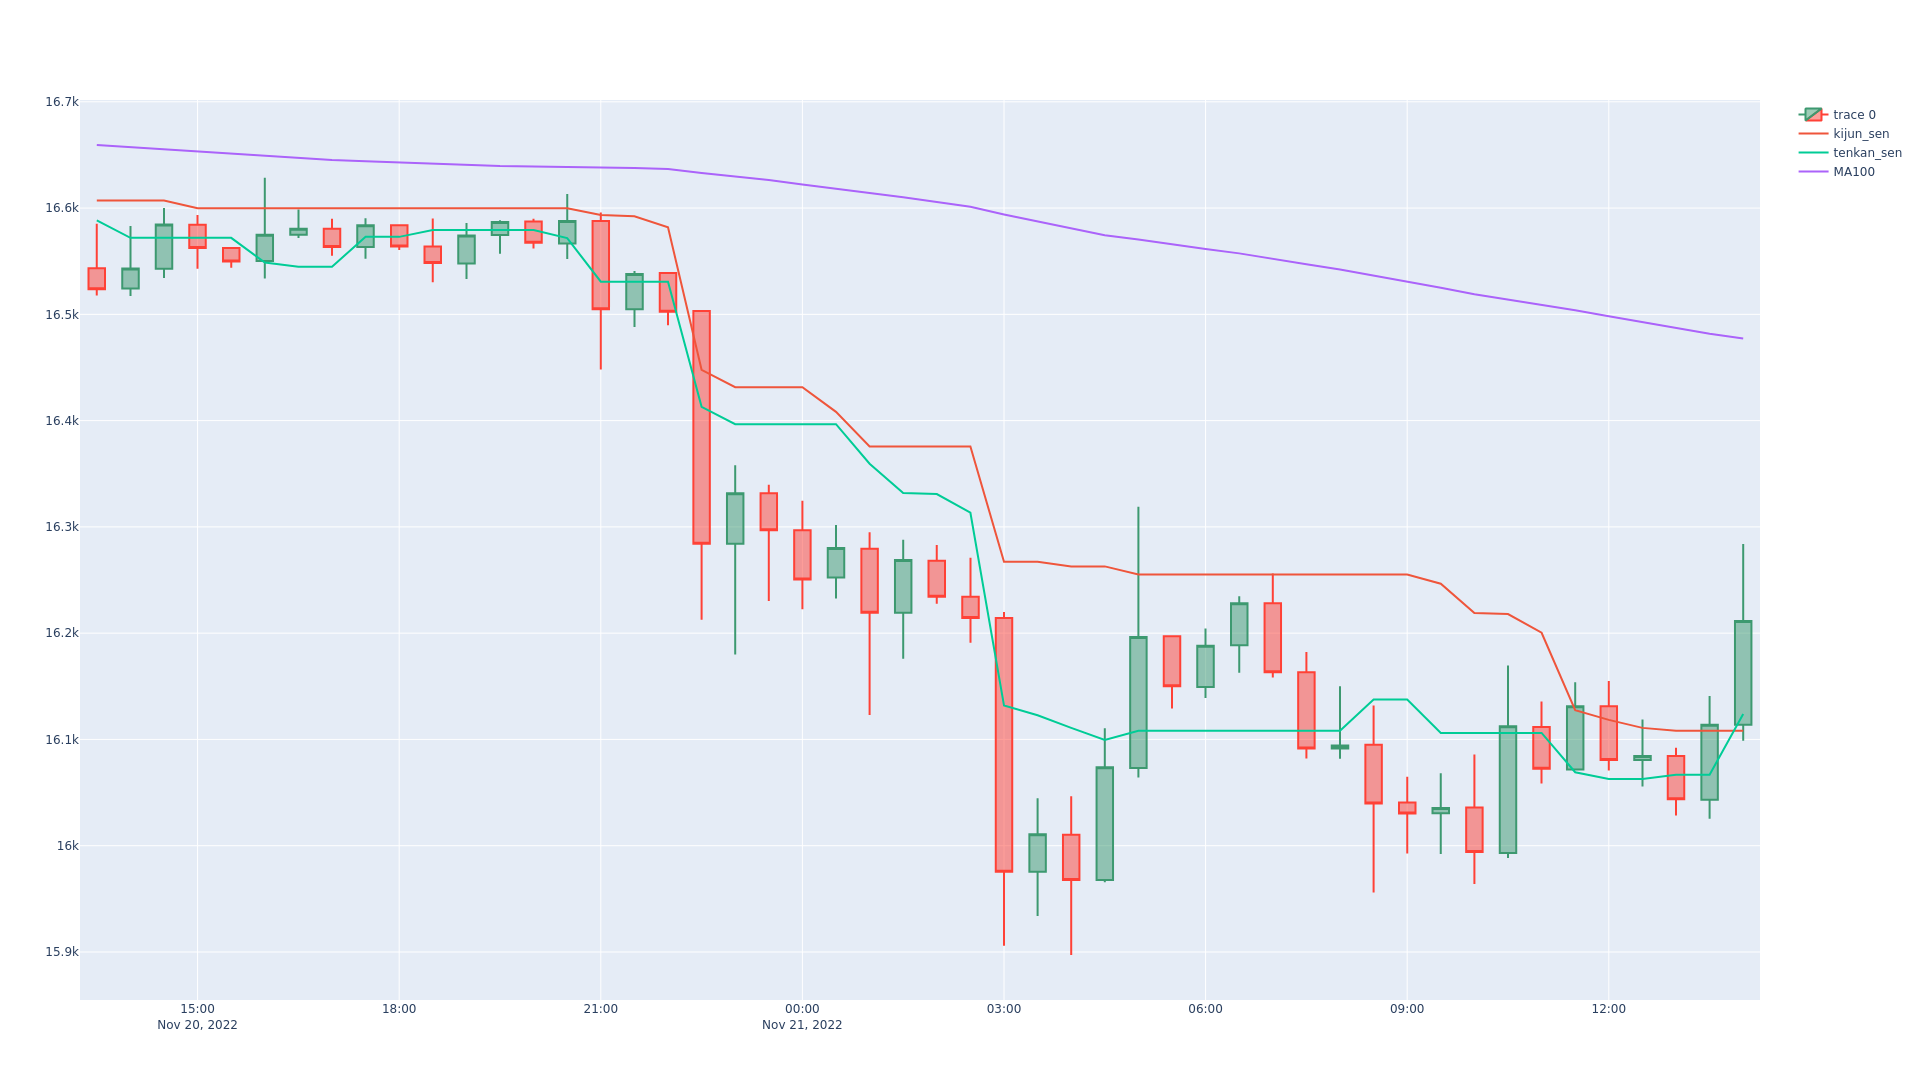 16.7k
16.6k
16.5k
16.4k
16.3k
16.2k
16.1k
16k
15.9k
15:00
Nov 20, 2022
18:00
21:00
00:00
Nov 21, 2022
03:00
06:00
09:00
12:00
trace 0
kijun_sen
tenkan_sen
MA100